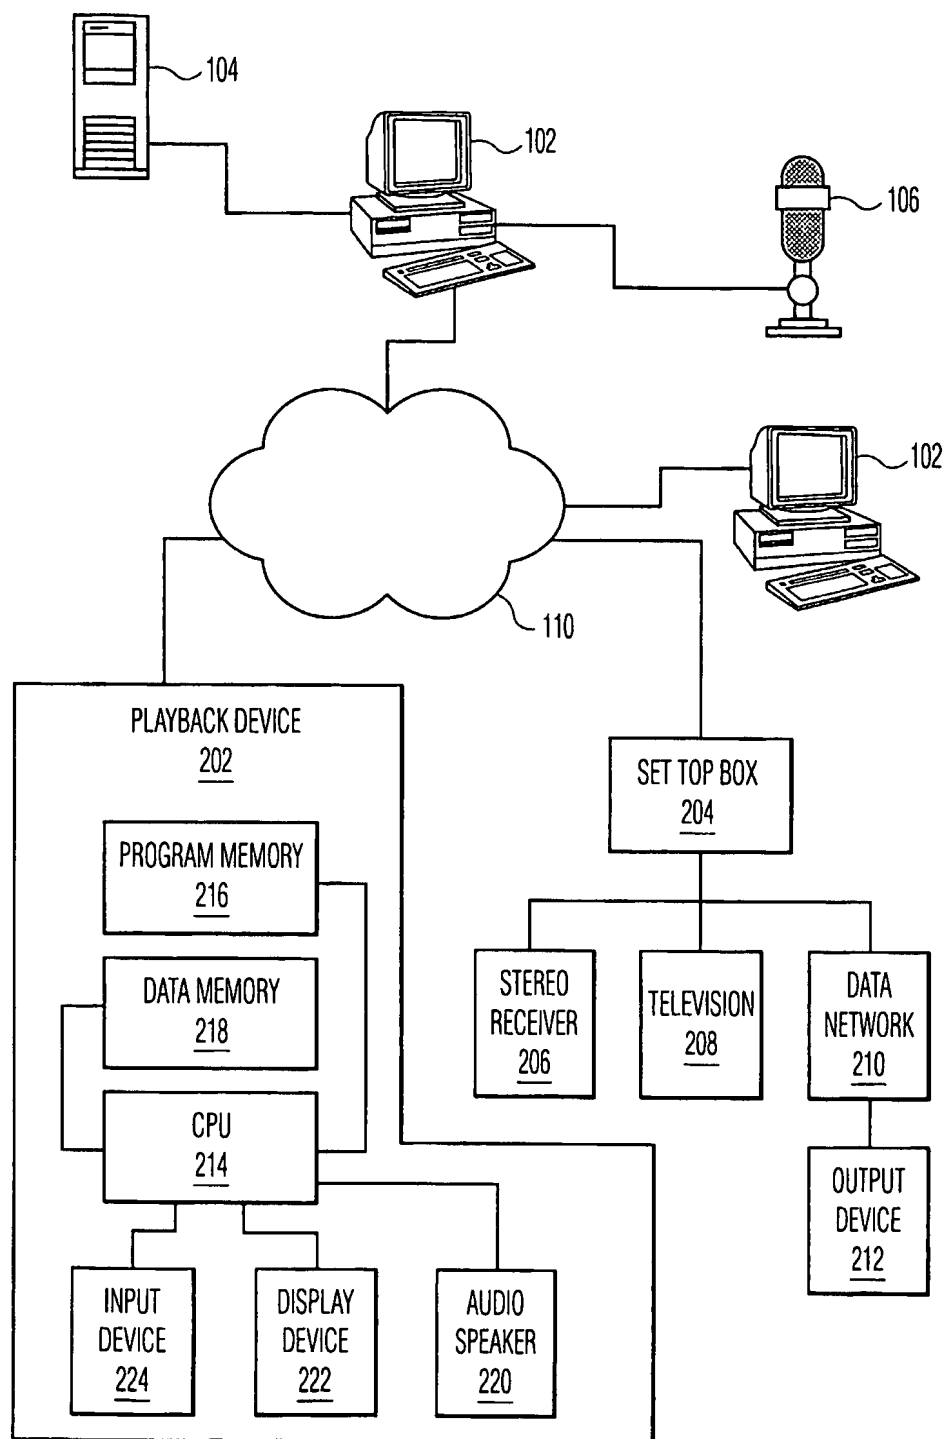 104
102
106
102
110
PLAYBACK DEVICE
202
PROGRAM MEMORY
216
DATA MEMORY
218
CPU
214
INPUT
DEVICE
224
DISPLAY
DEVICE
222
AUDIO
SPEAKER
220
SET TOP BOX
204
STEREO
RECEIVER
206
TELEVISION
208
DATA
NETWORK
210
OUTPUT
DEVICE
212